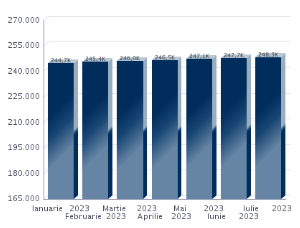 270.000
255.000
240.000
225.000
210.000
195.000
180.000
165.000
244,7K
245,4K
246,0K
246,5K
247,1K
247,7K
248,3K
Ianuarie 2023
Februarie 2023
Martie 2023
Aprilie 2023
Mai 2023
Iunie 2023
Iulie 2023